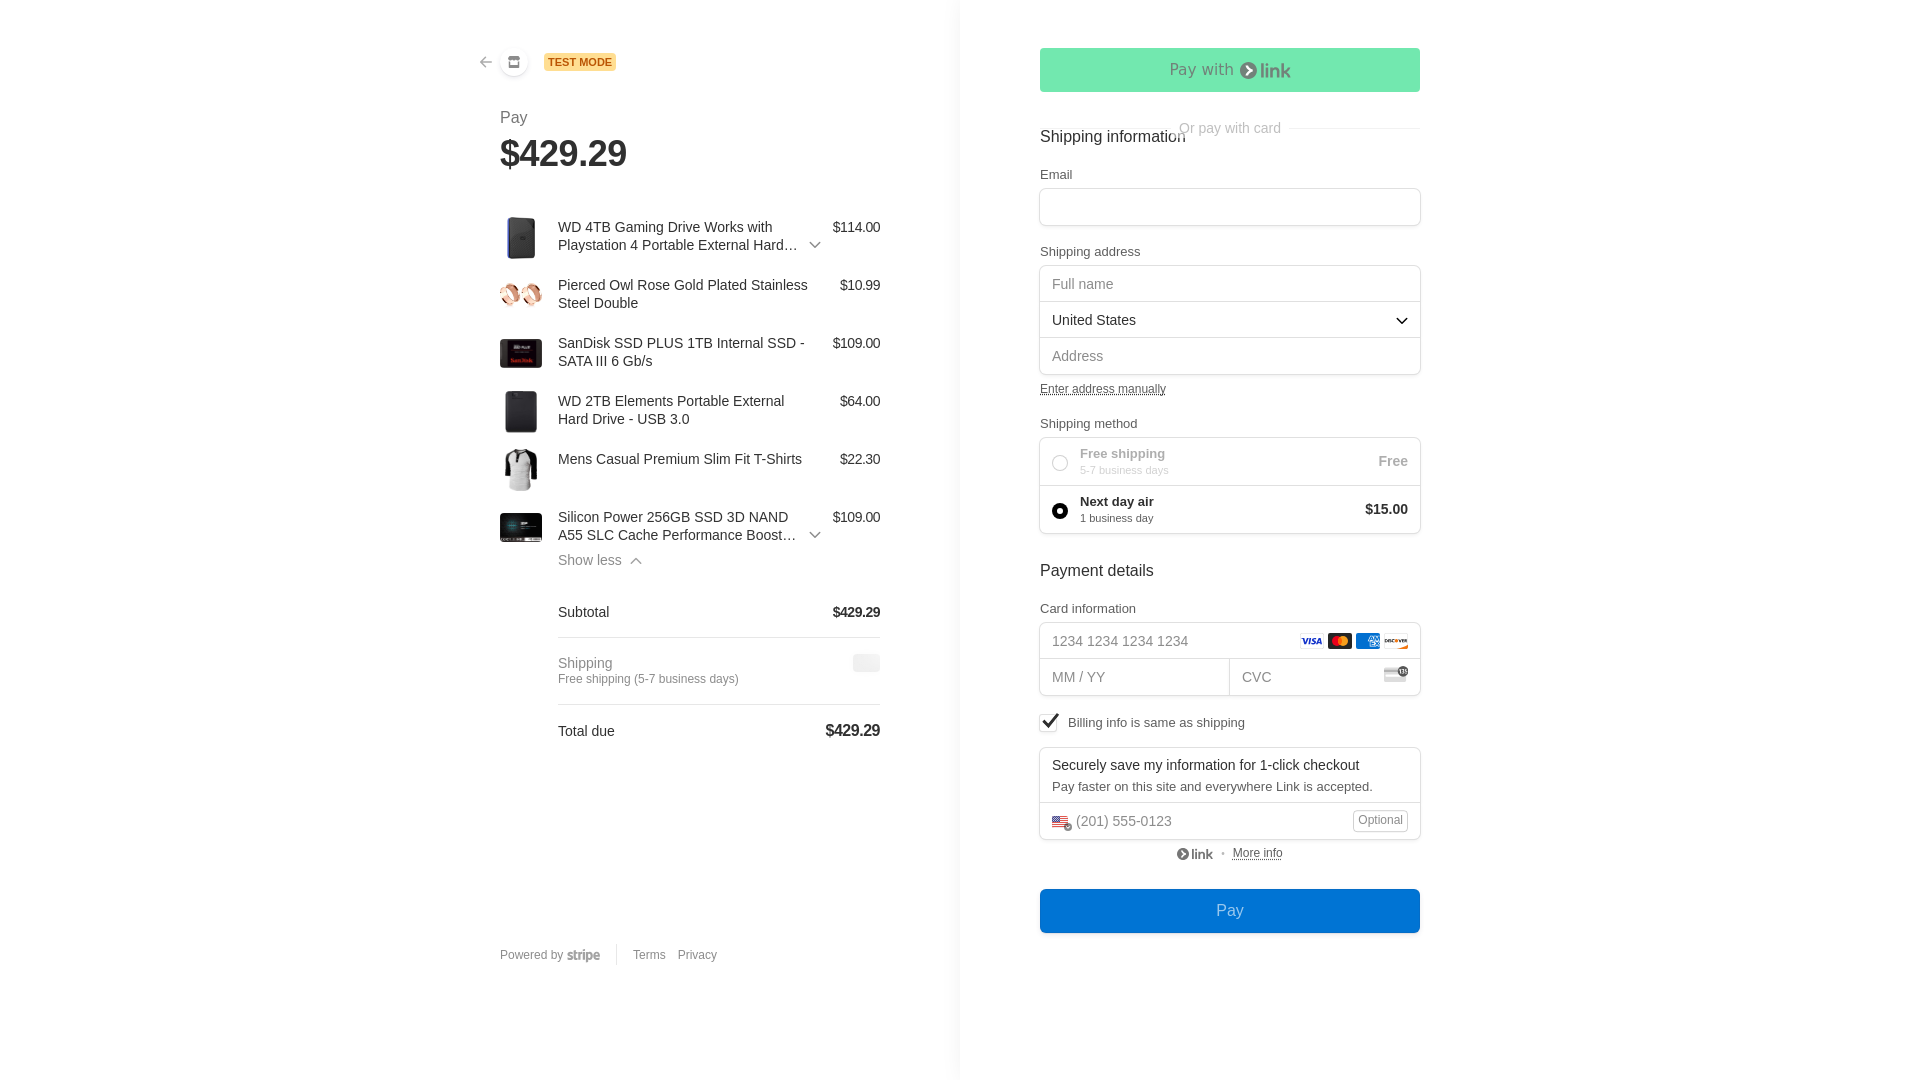 TEST MODE
Pay
$429.29
WD 4TB Gaming Drive Works with
Playstation 4 Portable External Hard…
$114.00
Pierced Owl Rose Gold Plated Stainless
Steel Double
$10.99
SanDisk SSD PLUS 1TB Internal SSD -
SATA III 6 Gb/s
$109.00
WD 2TB Elements Portable External
Hard Drive - USB 3.0
$64.00
Mens Casual Premium Slim Fit T-Shirts
$22.30
Silicon Power 256GB SSD 3D NAND
A55 SLC Cache Performance Boost…
$109.00
Show less
Subtotal
$429.29
Shipping
Free shipping (5-7 business days)
Total due
$429.29
Powered by stripe
Terms
Privacy
Pay with link
Or pay with card
Shipping information
Email
Shipping address
Full name
United States
Address
Enter address manually
Shipping method
Free shipping
5-7 business days
Free
Next day air
1 business day
$15.00
Payment details
Card information
1234 1234 1234 1234
VISA
AMEX
DISCOVER
MM / YY
CVC
135
Billing info is same as shipping
Securely save my information for 1-click checkout
Pay faster on this site and everywhere Link is accepted.
(201) 555-0123
Optional
link
•
More info
Pay